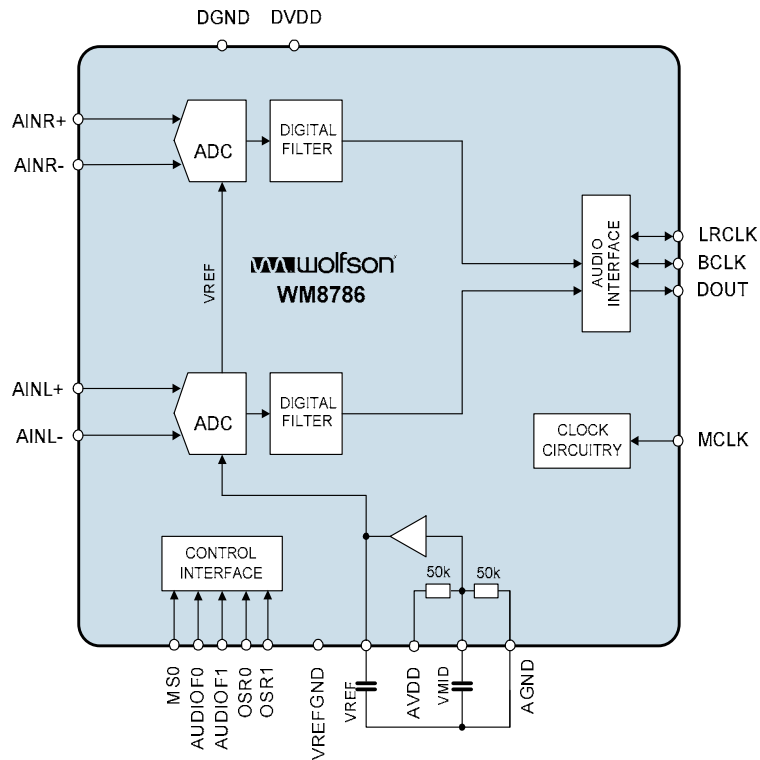 DGND DVDD
AINR+
AINR-
ADC
DIGITAL
FILTER
VREF
wolfson
WM8786
AUDIO
INTERFACE
LRCLK
BCLK
DOUT
AINL+
AINL-
ADC
DIGITAL
FILTER
CLOCK
CIRCUITRY
MCLK
CONTROL
INTERFACE
50k
50k
MS0
AUDIOF0
AUDIOF1
OSR0
OSR1
VREFGND
VREF
AVDD
VMID
AGND